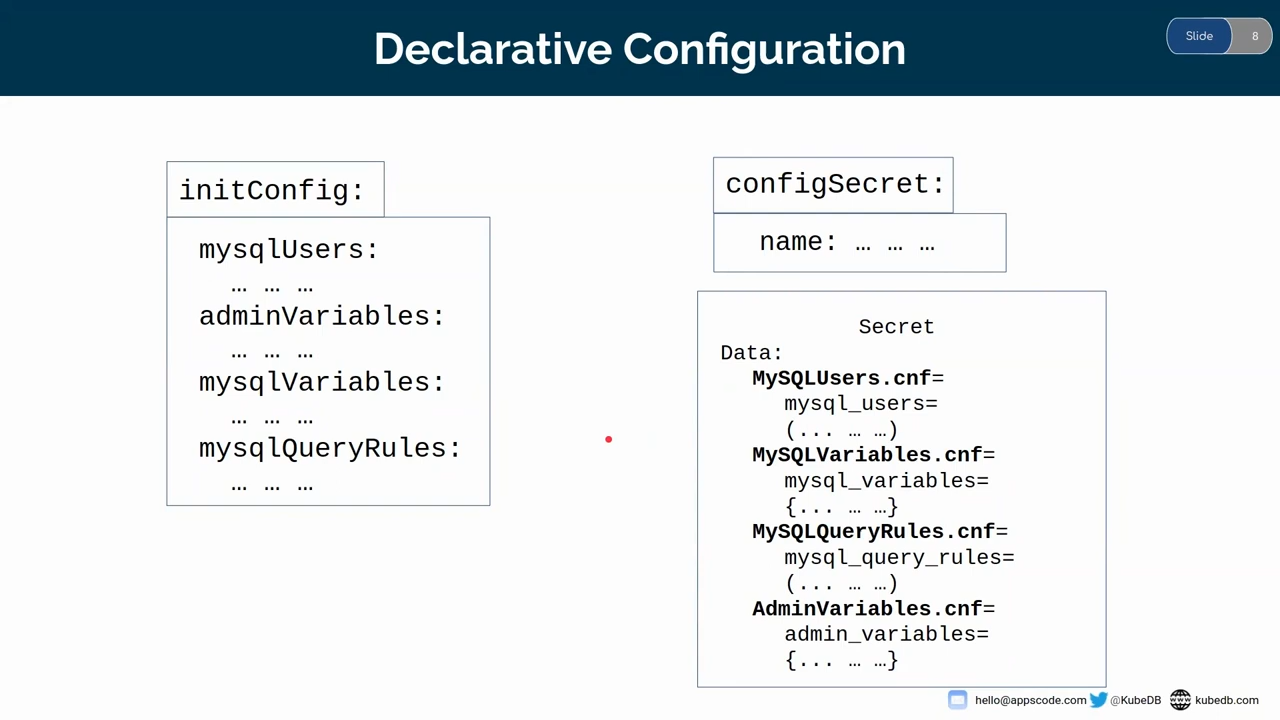 Declarative Configuration
Slide 8
initConfig:
mysqlUsers:
… … …
adminVariables:
… … …
mysqlVariables:
… … …
mysqlQueryRules:
… … …
configSecret:
name: … … …
Secret
Data:
MySQLUsers.cnf=
mysql_users=
(... … …)
MySQLVariables.cnf=
mysql_variables=
{... … …}
MySQLQueryRules.cnf=
mysql_query_rules=
(... … …)
AdminVariables.cnf=
admin_variables=
{... … …}
hello@appscode.com @KubeDB kubedb.com